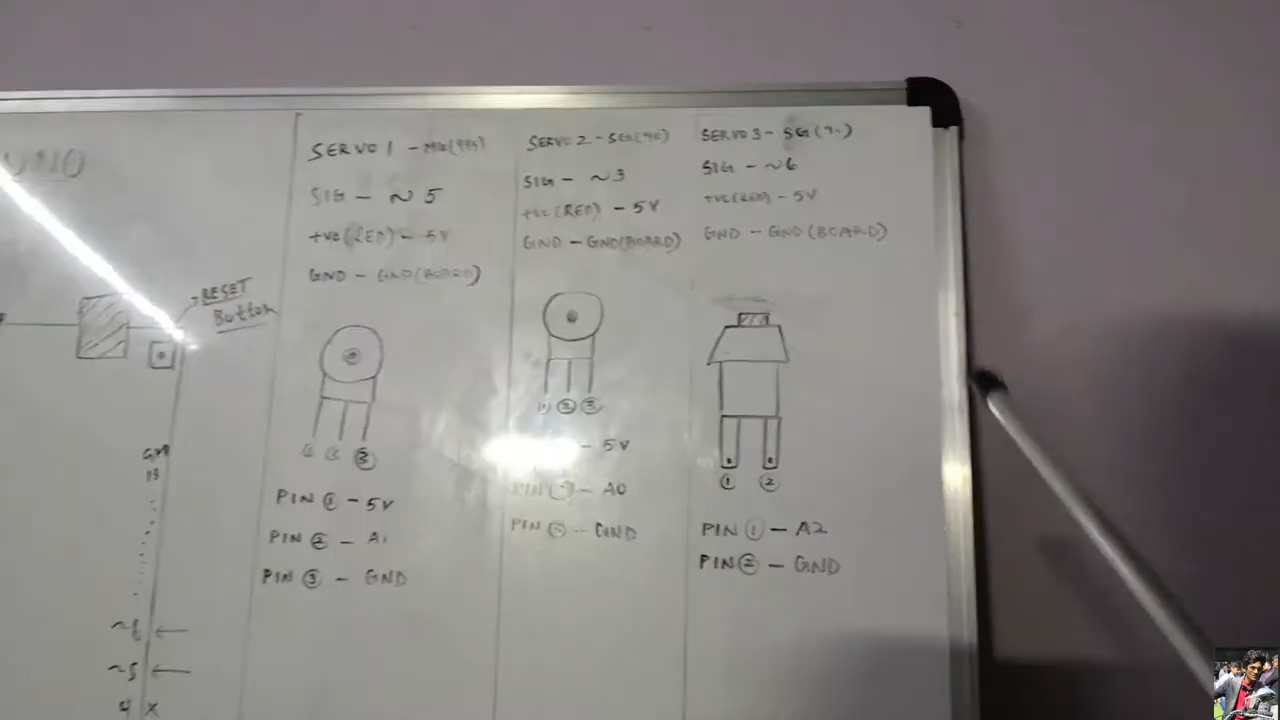 UNO
RESET
Button
GND
13
~6
~5
4 X
SERVO 1 - MG(995)
SIG - ~ 5
+ve(RED) - 5V
GND - GND(BOARD)
③
PIN ① - 5V
PIN ② - A1
PIN ③ - GND
SERVO 2 - SG(90)
SIG - ~3
+ve(RED) - 5V
GND - GND(BOARD)
① ② ③
- 5V
PIN ② - A0
PIN ③ - GND
SERVO 3 - SG(90)
SIG - ~6
+ve(RED) - 5V
GND - GND(BOARD)
① ②
PIN ① - A2
PIN ② - GND